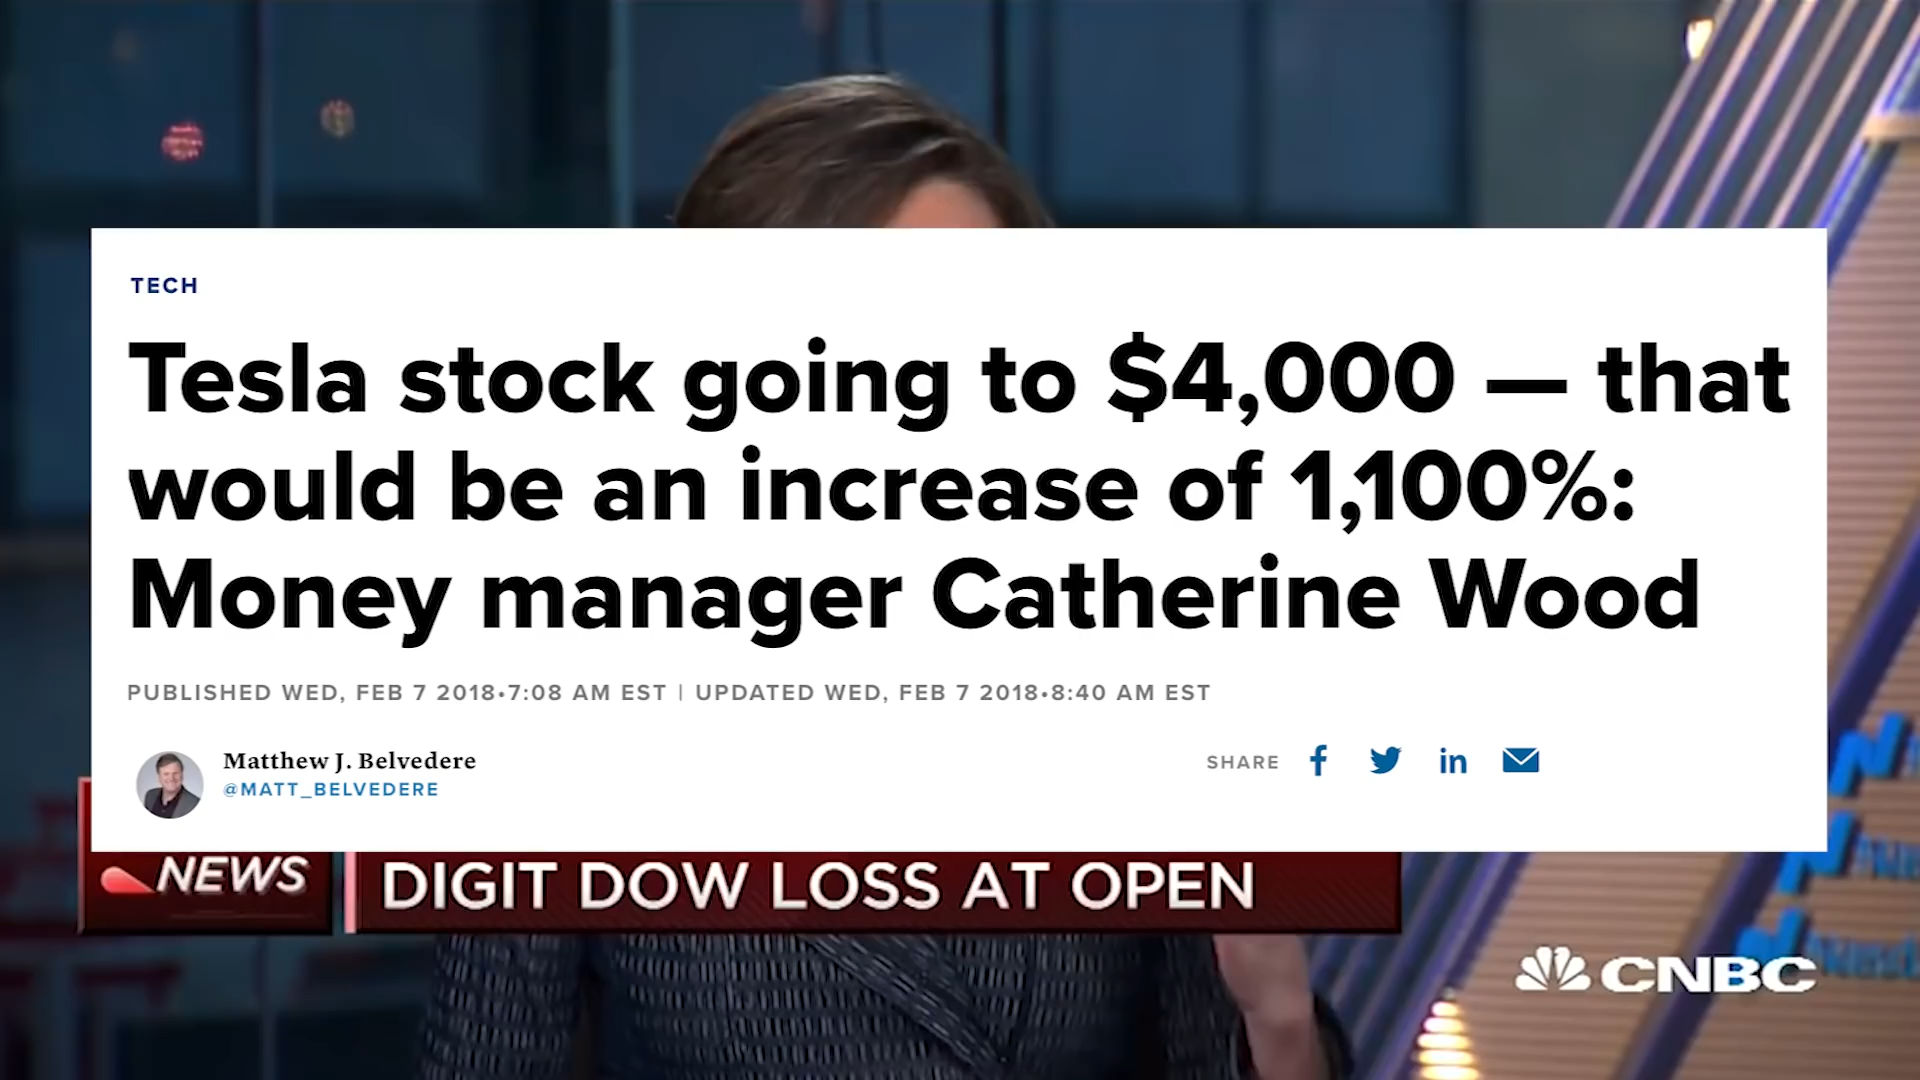 TECH
Tesla stock going to $4,000 — that
would be an increase of 1,100%:
Money manager Catherine Wood
PUBLISHED WED, FEB 7 2018•7:08 AM EST | UPDATED WED, FEB 7 2018•8:40 AM EST
Matthew J. Belvedere
@MATT_BELVEDERE
SHARE
in
NEWS
DIGIT DOW LOSS AT OPEN
CNBC